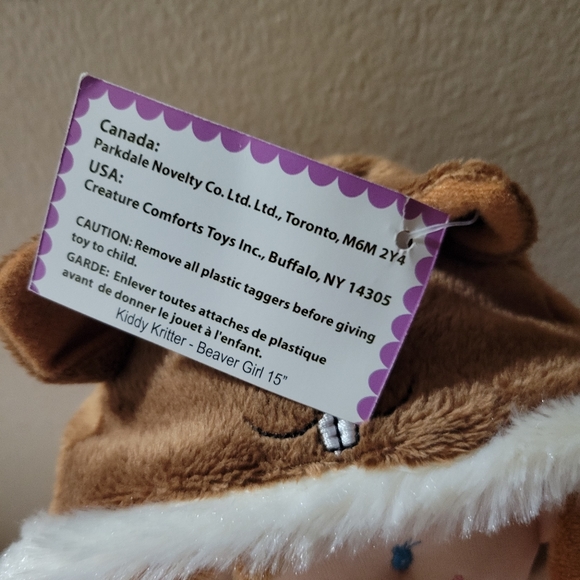 Canada:
Parkdale Novelty Co. Ltd. Ltd., Toronto, M6M 2Y4
USA:
Creature Comforts Toys Inc., Buffalo, NY 14305
CAUTION: Remove all plastic taggers before giving
toy to child.
GARDE: Enlever toutes attaches de plastique
avant de donner le jouet à l'enfant.
Kiddy Kritter - Beaver Girl 15"